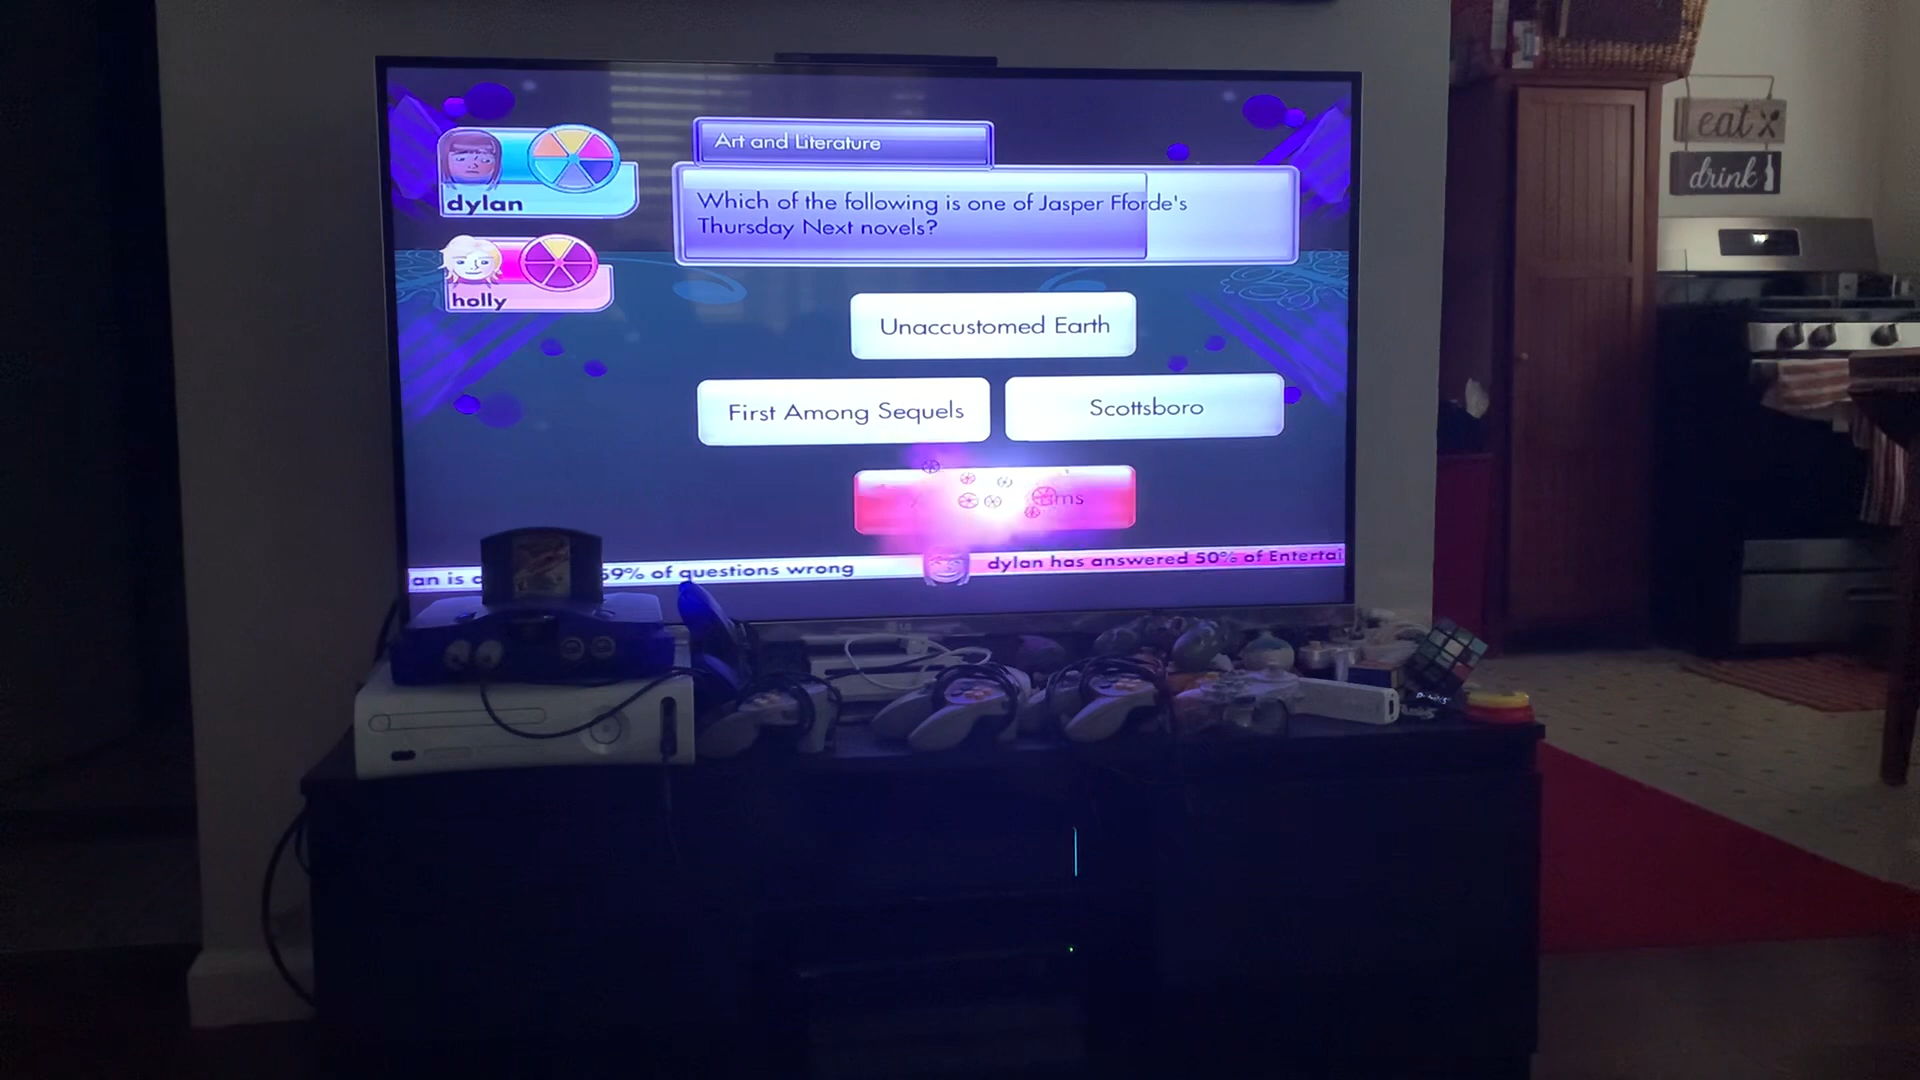 Art and Literature
Which of the following is one of Jasper Fforde's
Thursday Next novels?
dylan
holly
Unaccustomed Earth
First Among Sequels
Scottsboro
59% of questions wrong
dylan has answered 50% of Entertai
eat
drink